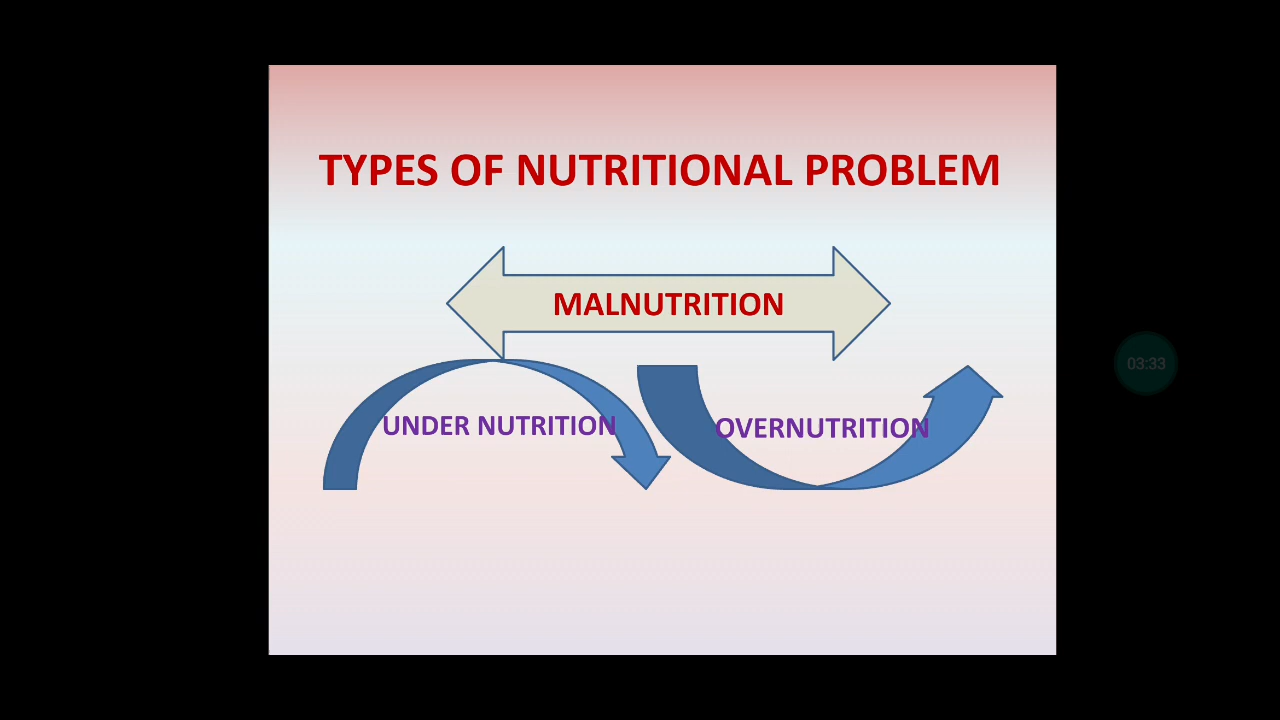 TYPES OF NUTRITIONAL PROBLEM
MALNUTRITION
UNDER NUTRITION
OVERNUTRITION
03:33